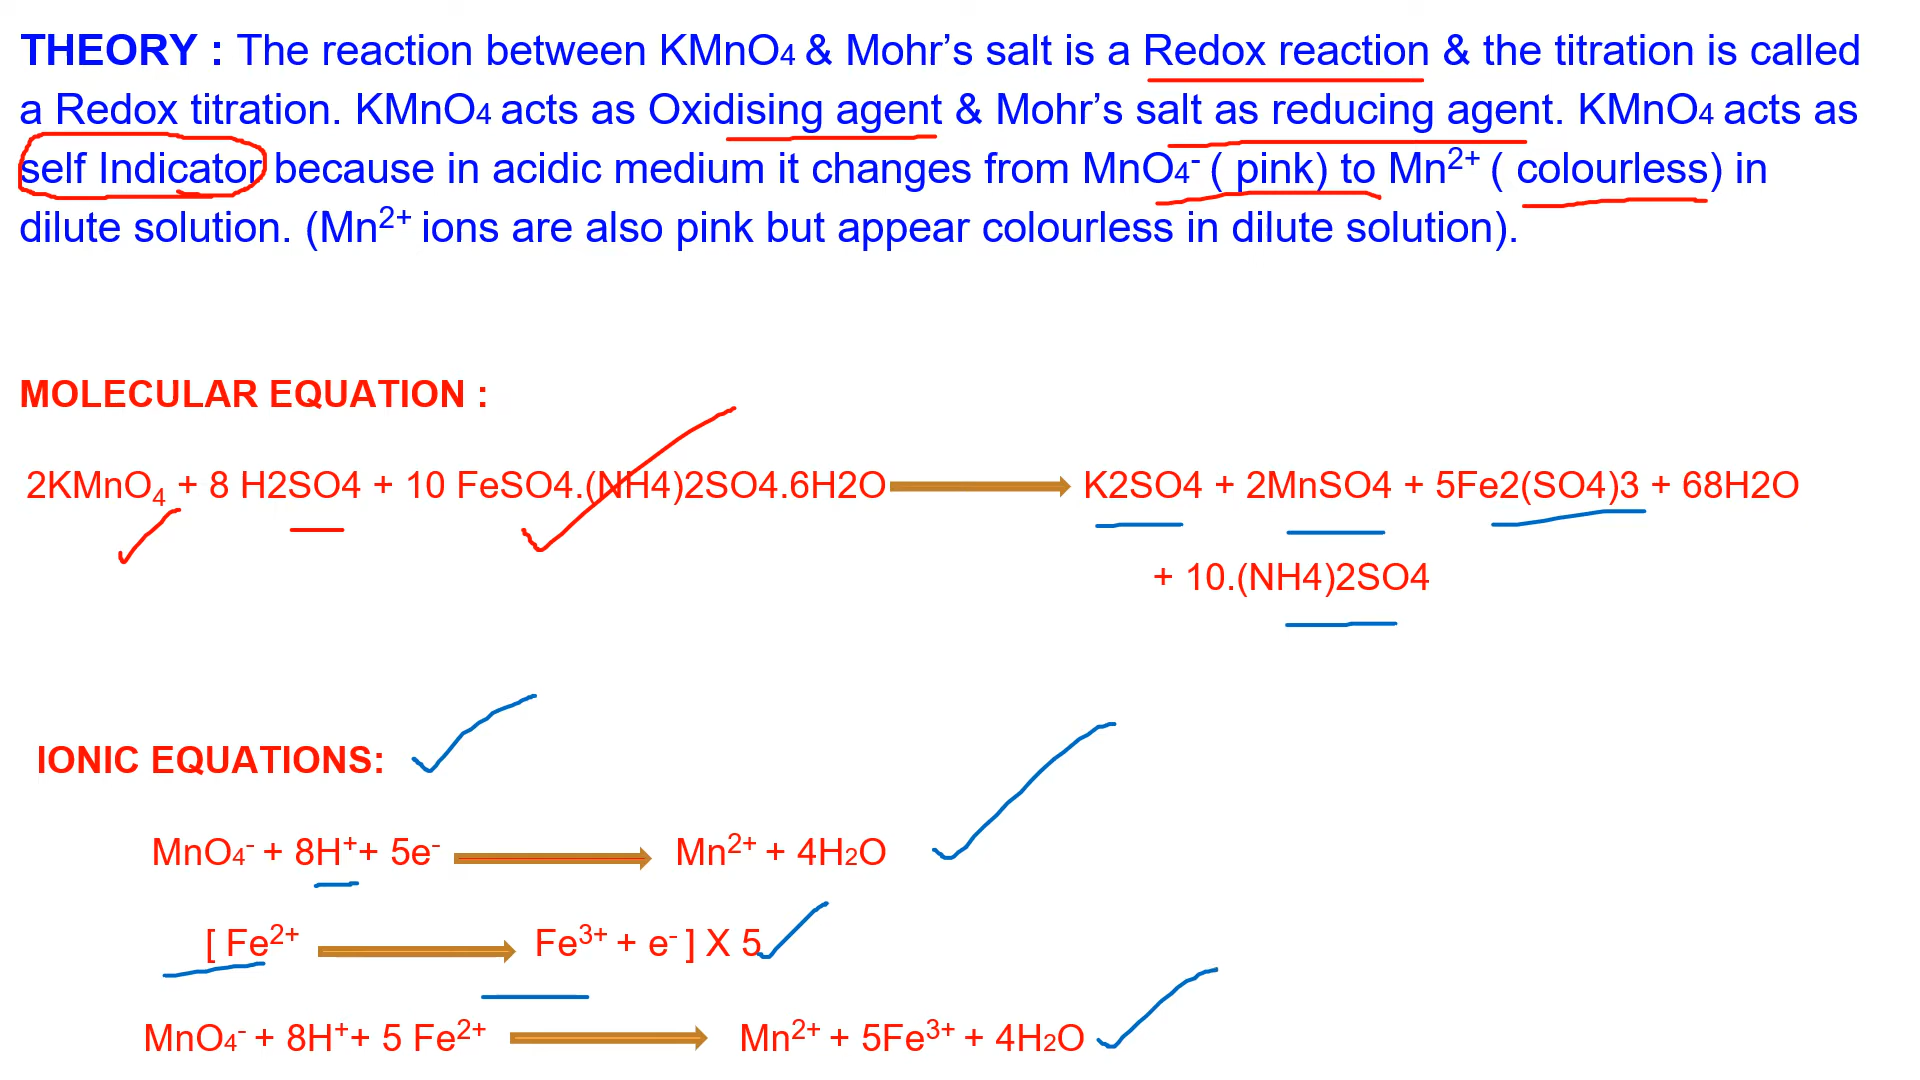 THEORY : The reaction between KMnO4 & Mohr’s salt is a Redox reaction & the titration is called
a Redox titration. KMnO4 acts as Oxidising agent & Mohr’s salt as reducing agent. KMnO4 acts as
self Indicator because in acidic medium it changes from MnO4⁻ ( pink) to Mn²⁺ ( colourless) in
dilute solution. (Mn²⁺ ions are also pink but appear colourless in dilute solution).
MOLECULAR EQUATION :
2KMnO₄ + 8 H2SO4 + 10 FeSO4.(NH4)2SO4.6H2O → K2SO4 + 2MnSO4 + 5Fe2(SO4)3 + 68H2O
+ 10.(NH4)2SO4
IONIC EQUATIONS:
MnO4⁻ + 8H⁺+ 5e⁻ → Mn²⁺ + 4H₂O
[ Fe²⁺ → Fe³⁺ + e⁻ ] X 5
MnO4⁻ + 8H⁺+ 5 Fe²⁺ → Mn²⁺ + 5Fe³⁺ + 4H₂O